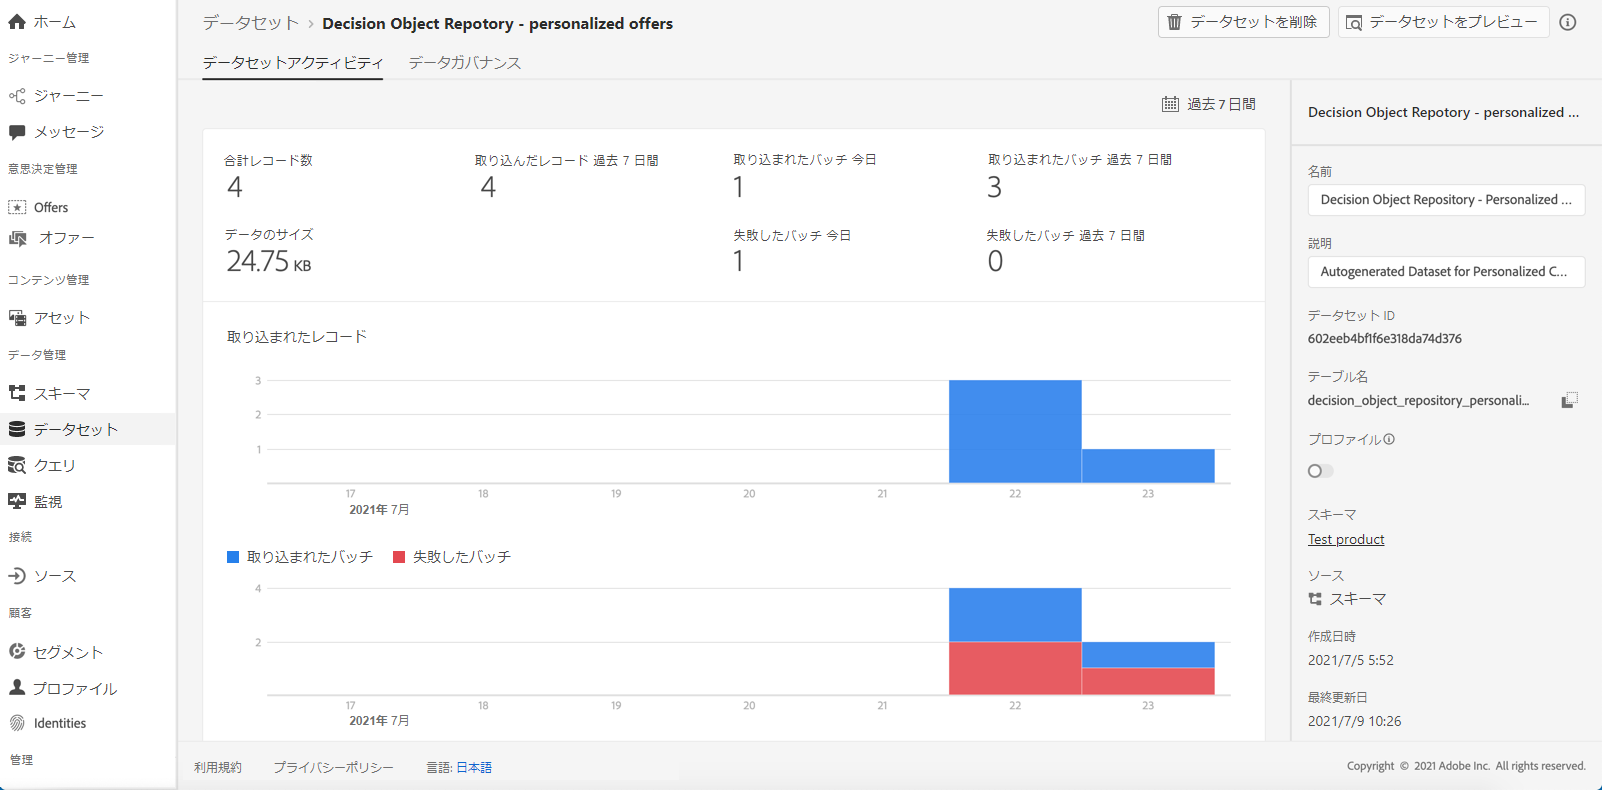 ホーム
ジャーニー管理
ジャーニー
メッセージ
意思決定管理
Offers
オファー
コンテンツ管理
アセット
データ管理
スキーマ
データセット
クエリ
監視
接続
ソース
顧客
セグメント
プロファイル
Identities
管理
データセット › Decision Object Repotory - personalized offers
データセットを削除
データセットをプレビュー
データセットアクティビティ
データガバナンス
過去 7 日間
合計レコード数
4
取り込んだレコード 過去 7 日間
4
取り込まれたバッチ 今日
1
取り込まれたバッチ 過去 7 日間
3
データのサイズ
24.75 KB
失敗したバッチ 今日
1
失敗したバッチ 過去 7 日間
0
取り込まれたレコード
3
2
1
17 18 19 20 21 22 23
2021年 7月
取り込まれたバッチ 失敗したバッチ
4
2
17 18 19 20 21 22 23
2021年 7月
Decision Object Repotory - personalized ...
名前
Decision Object Repository - Personalized ...
説明
Autogenerated Dataset for Personalized C...
データセット ID
602eeb4bf1f6e318da74d376
テーブル名
decision_object_repository_personali...
プロファイル
スキーマ
Test product
ソース
スキーマ
作成日時
2021/7/5 5:52
最終更新日
2021/7/9 10:26
利用規約 プライバシーポリシー 言語: 日本語
Copyright © 2021 Adobe Inc. All rights reserved.